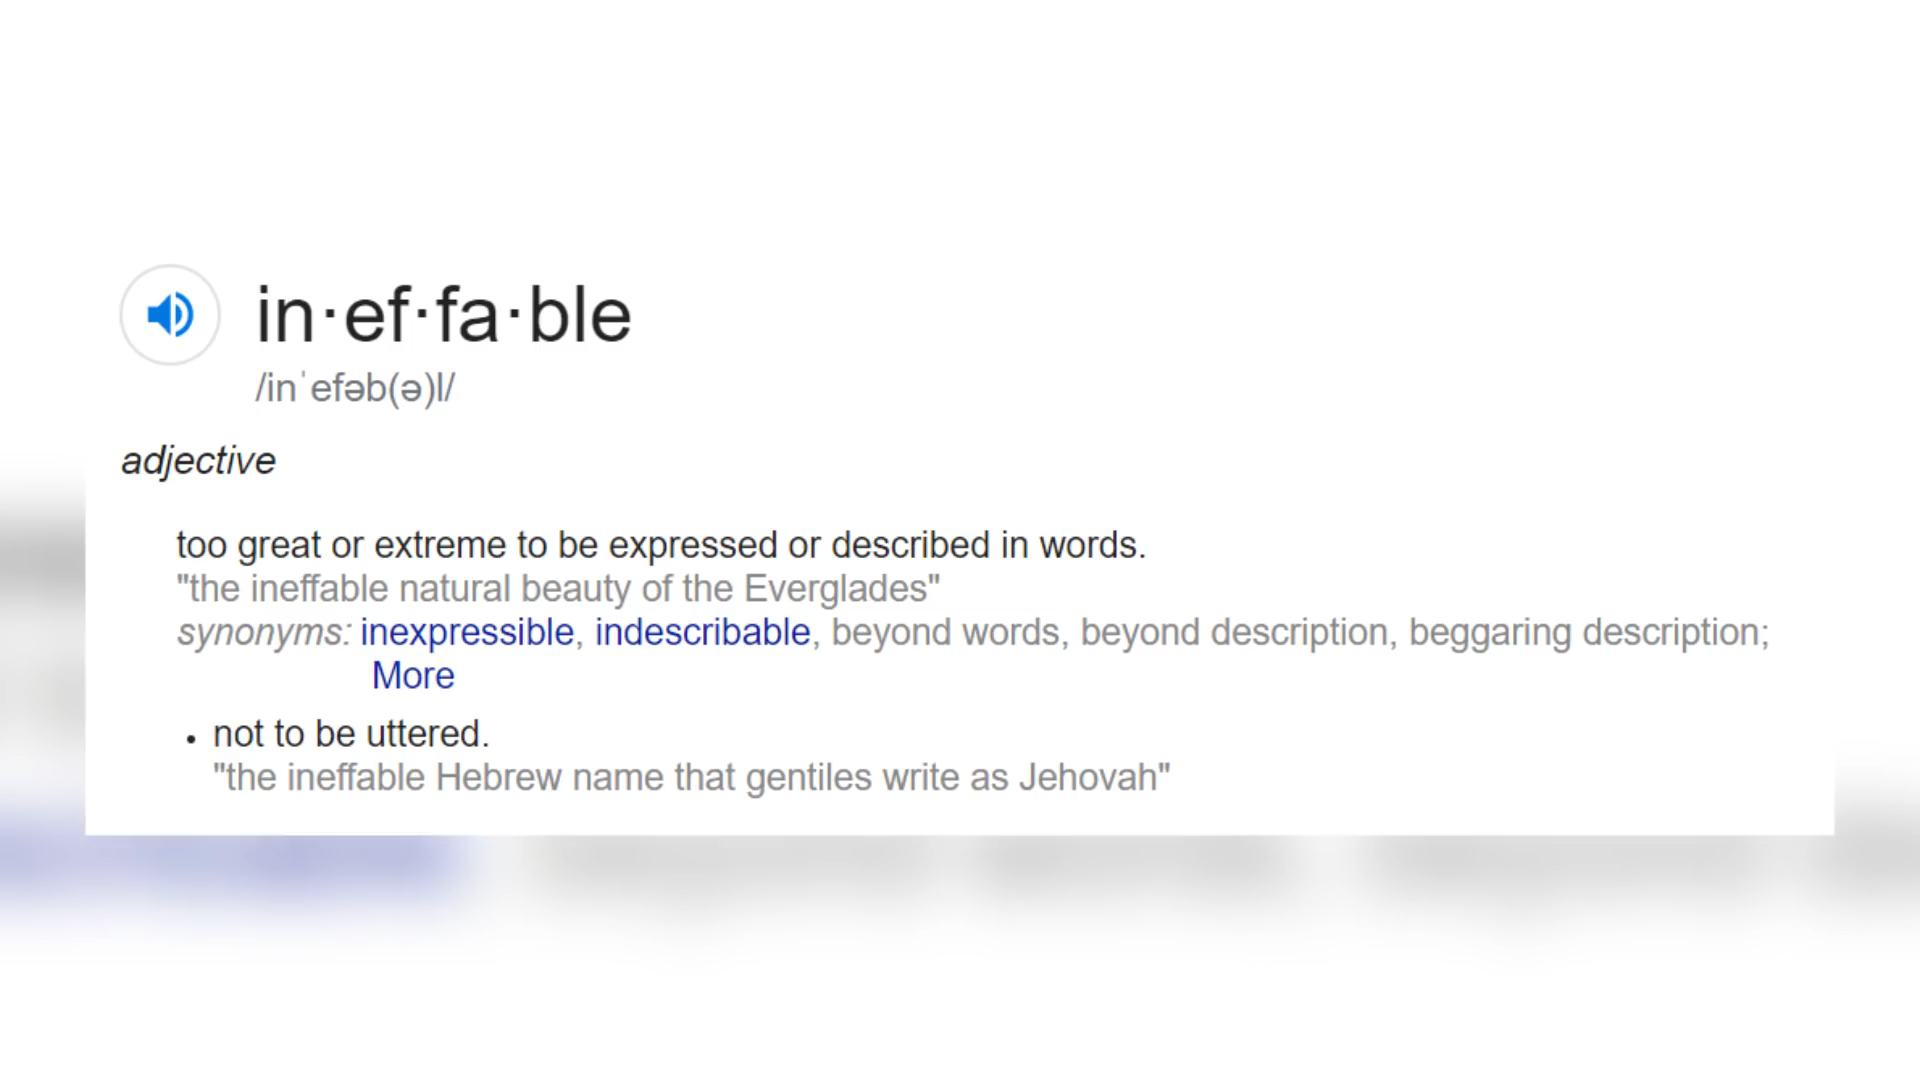 in·ef·fa·ble
/inˈefəb(ə)l/
adjective
too great or extreme to be expressed or described in words.
"the ineffable natural beauty of the Everglades"
synonyms: inexpressible, indescribable, beyond words, beyond description, beggaring description;
More
• not to be uttered.
"the ineffable Hebrew name that gentiles write as Jehovah"